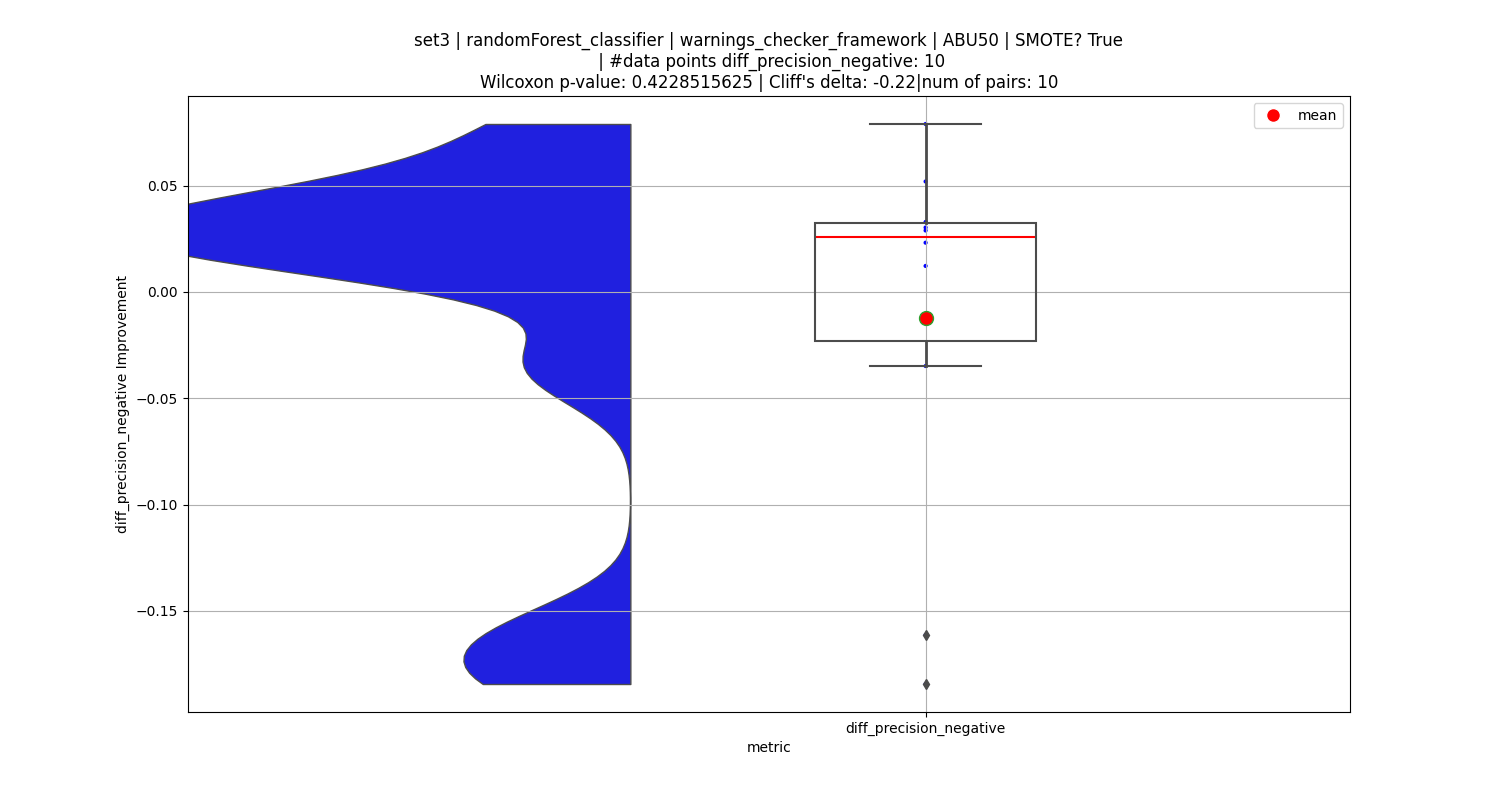 set3 | randomForest_classifier | warnings_checker_framework | ABU50 | SMOTE? True
| #data points diff_precision_negative: 10
Wilcoxon p-value: 0.4228515625 | Cliff's delta: -0.22|num of pairs: 10
mean
0.05
0.00
−0.05
−0.10
−0.15
diff_precision_negative Improvement
diff_precision_negative
metric